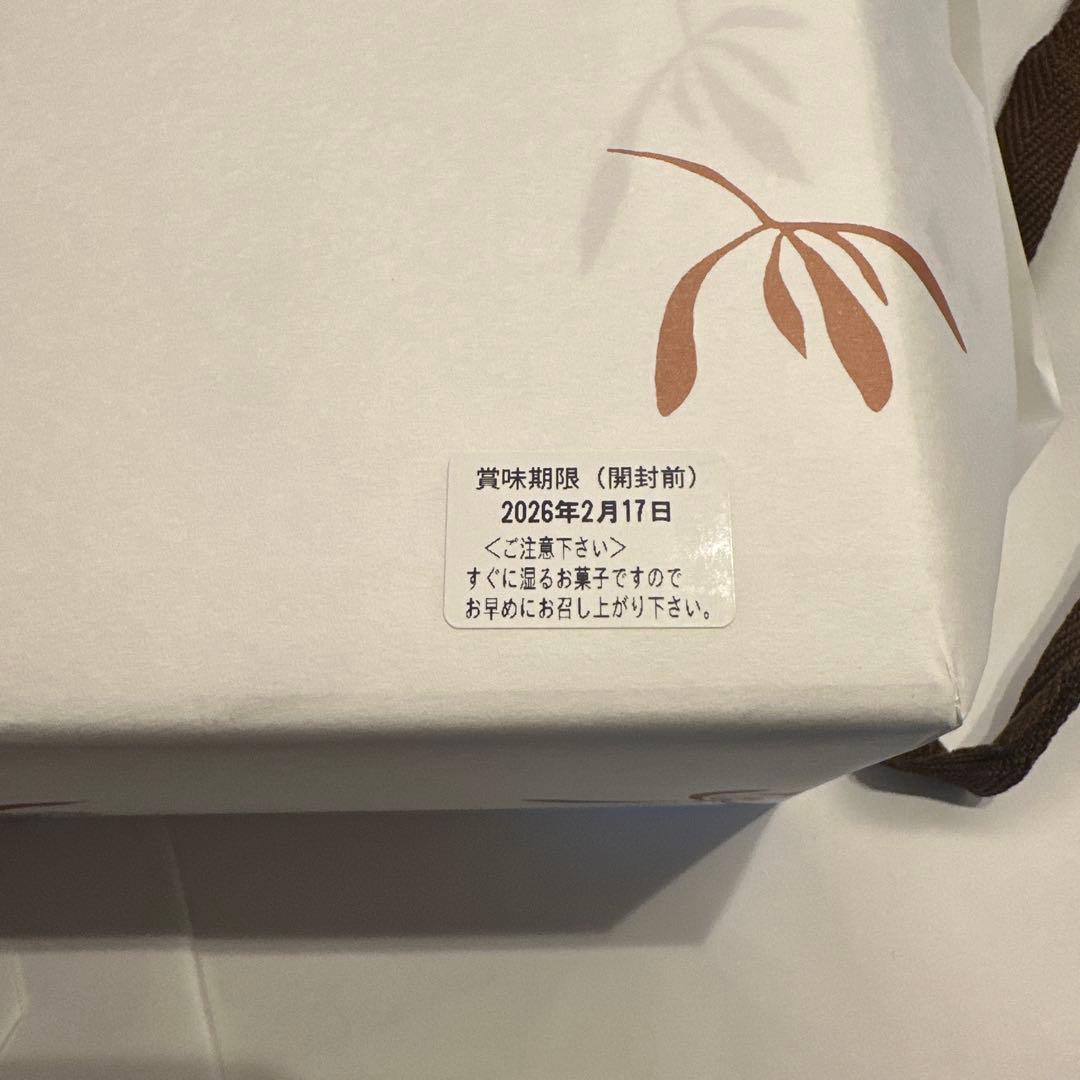 賞味期限（開封前）
2026年2月17日
＜ご注意下さい＞
すぐに湿るお菓子ですので
お早めにお召し上がり下さい。